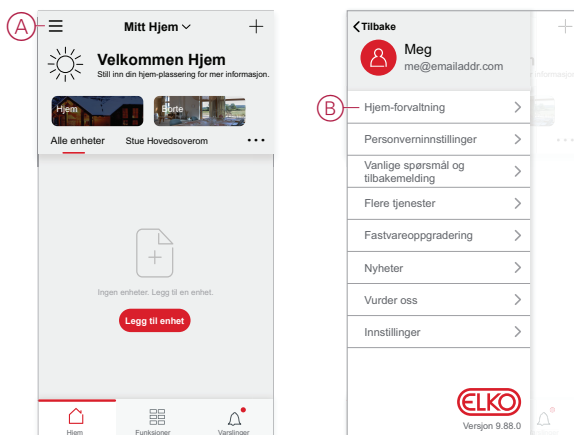 A
Mitt Hjem
Velkommen Hjem
Still inn din hjem-plassering for mer informasjon.
Hjem
Borte
Alle enheter
Stue Hovedsoverom
Ingen enheter. Legg til en enhet.
Legg til enhet
Hjem
Funksjoner
Varslinger
Tilbake
Meg
me@emailaddr.com
B
Hjem-forvaltning
Personverninnstillinger
Vanlige spørsmål og
tilbakemelding
Flere tjenester
Fastvareoppgradering
Nyheter
Vurder oss
Innstillinger
ELKO
Versjon 9.88.0